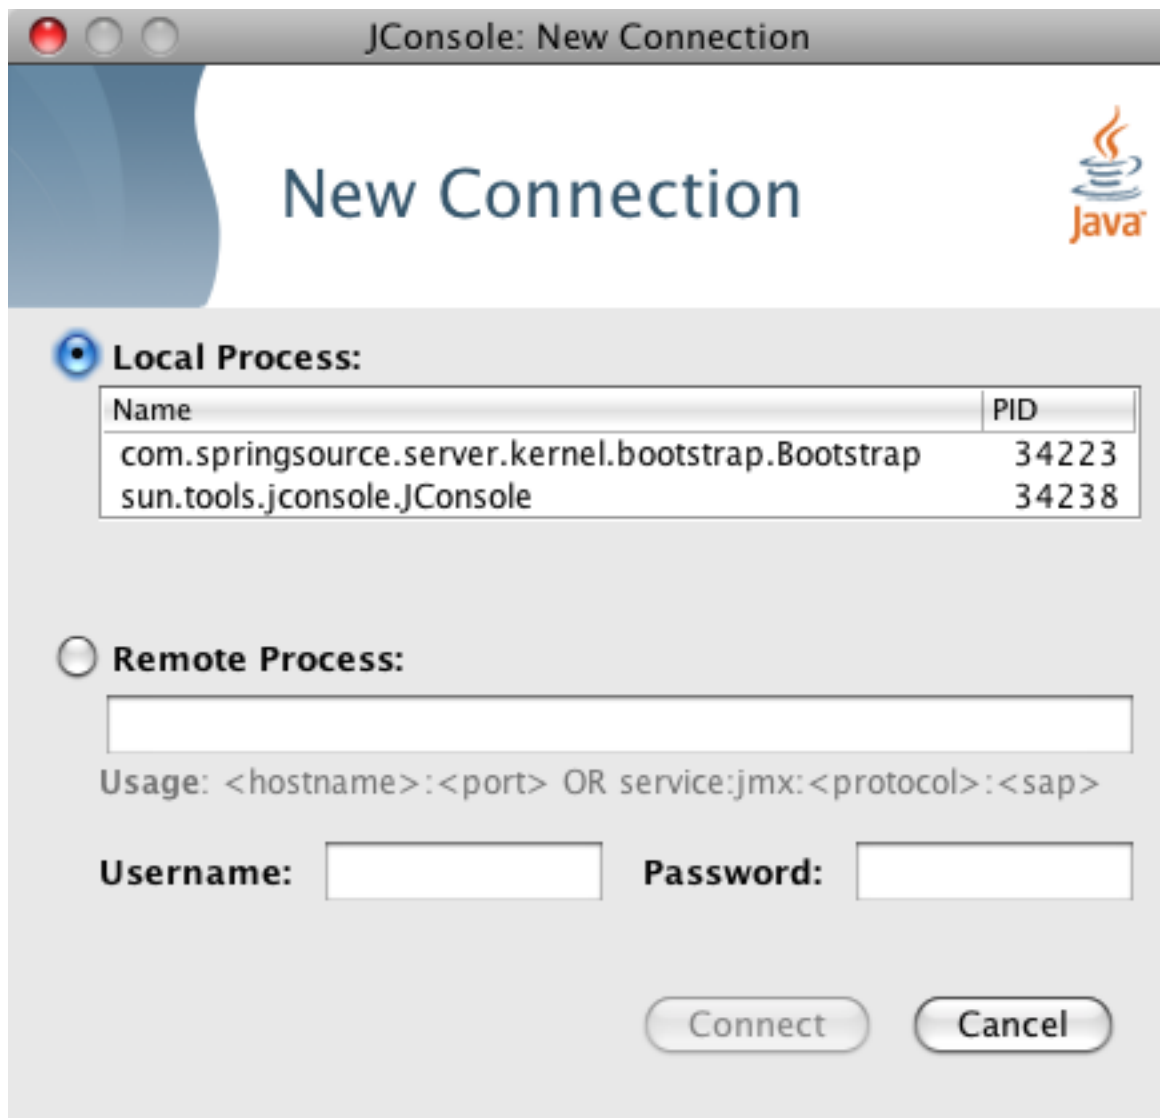 JConsole: New Connection
New Connection
Java
Local Process:
Name PID
com.springsource.server.kernel.bootstrap.Bootstrap 34223
sun.tools.jconsole.JConsole 34238
Remote Process:
Usage: <hostname>:<port> OR service:jmx:<protocol>:<sap>
Username: Password:
Connect Cancel